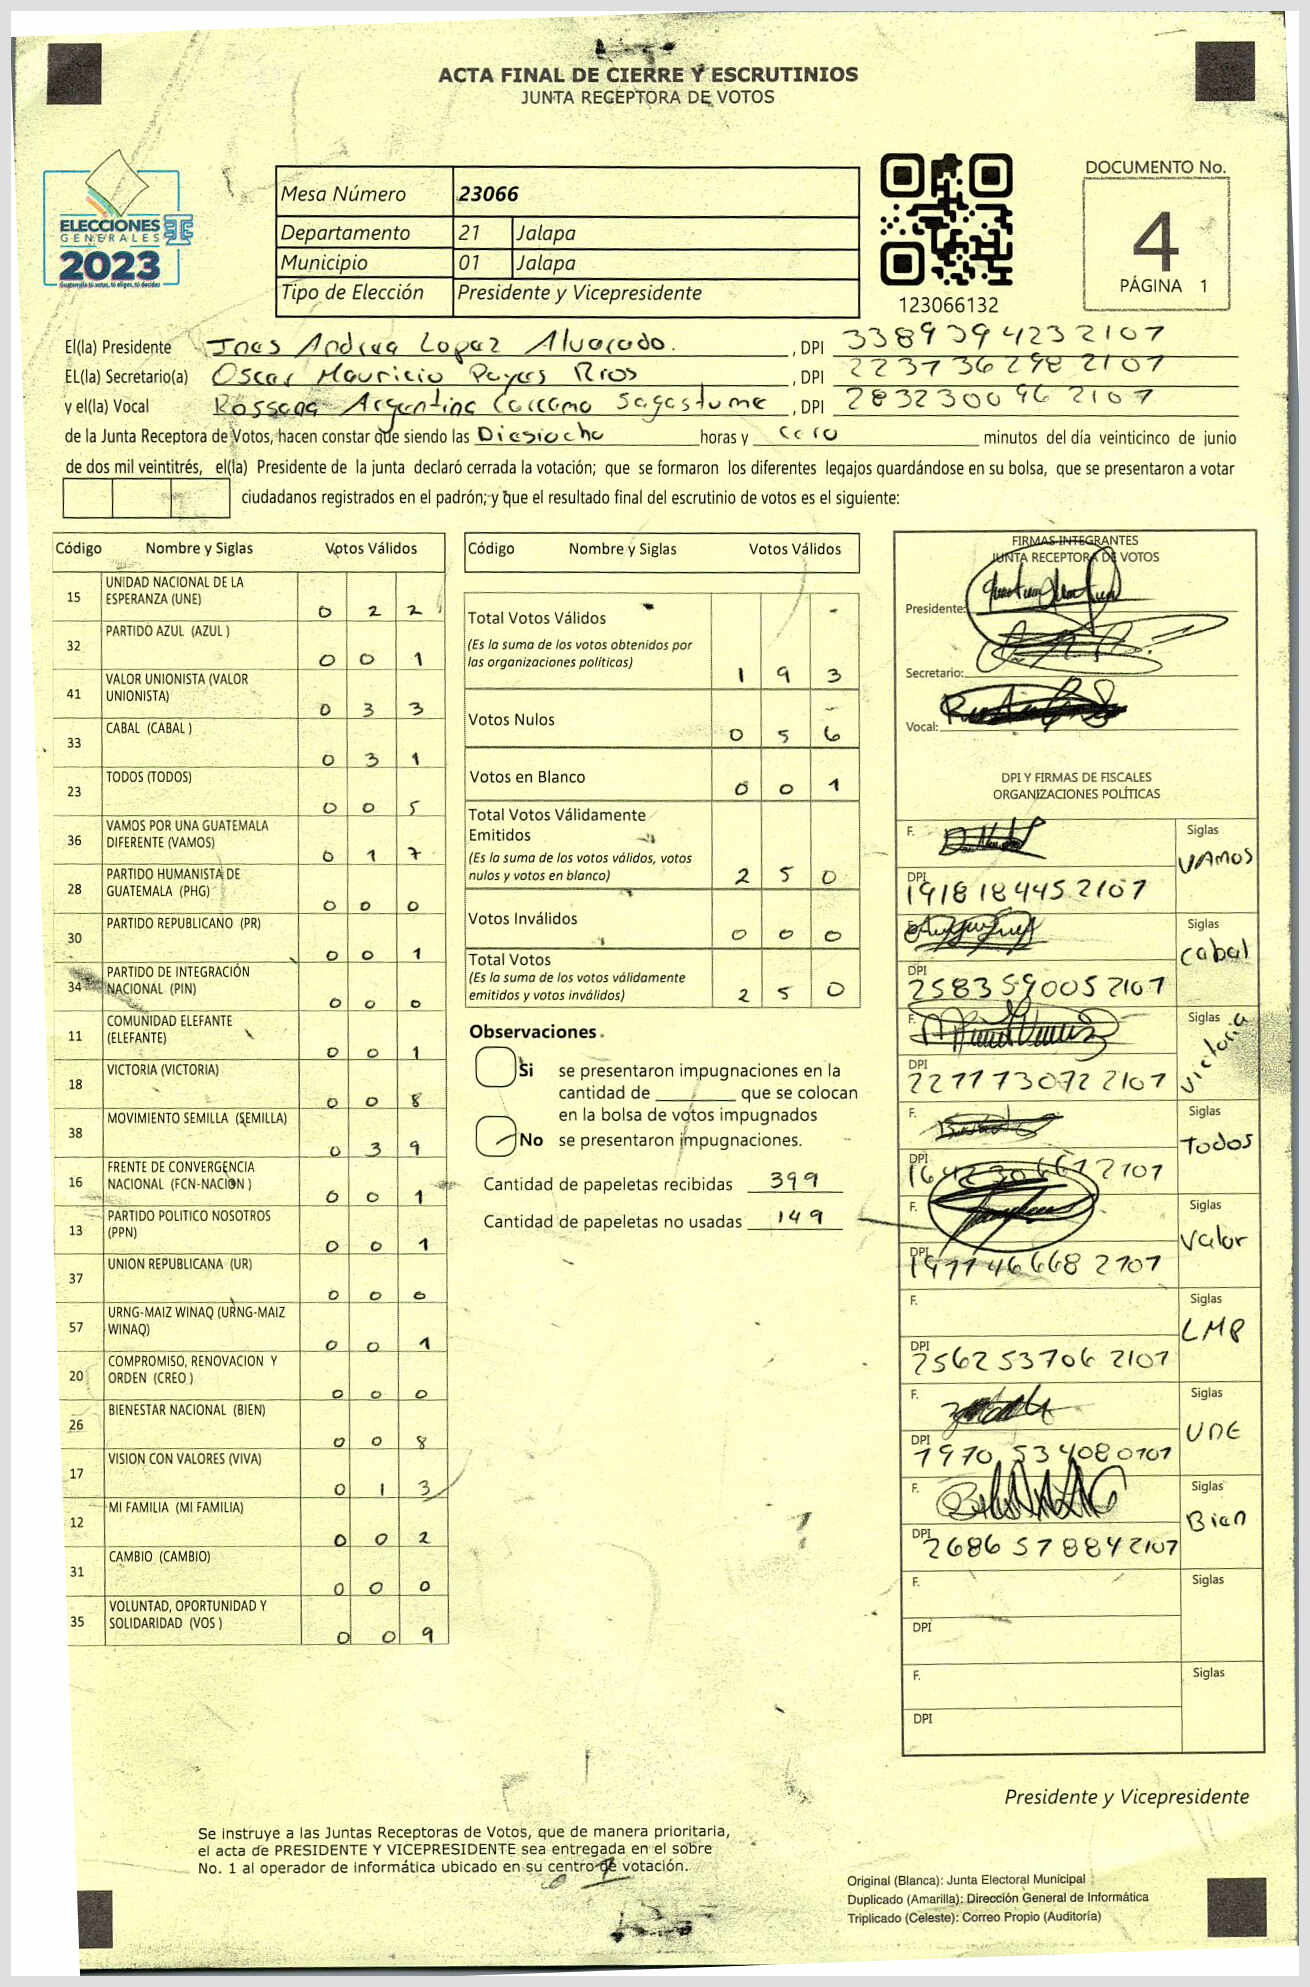 ACTA FINAL DE CIERRE Y ESCRUTINIOS
JUNTA RECEPTORA DE VOTOS
ELECCIONES
GENERALES
2023
Guatemala tú votas, tú eliges, tú decides
Mesa Número 23066
Departamento 21 Jalapa
Municipio 01 Jalapa
Tipo de Elección Presidente y Vicepresidente
123066132
DOCUMENTO No.
4
PÁGINA 1
El(la) Presidente Ines Andrea Lopez Alvarado. , DPI 3389394232107
EL(la) Secretario(a) Oscar Mauricio Payes Rios , DPI 2237362982107
y el(la) Vocal Rossana Argentina Carcamo Sagastume , DPI 2832300962107
de la Junta Receptora de Votos, hacen constar que siendo las Diesiocho horas y cero minutos del día veinticinco de junio
de dos mil veintitrés, el(la) Presidente de la junta declaró cerrada la votación; que se formaron los diferentes legajos guardándose en su bolsa, que se presentaron a votar
ciudadanos registrados en el padrón; y que el resultado final del escrutinio de votos es el siguiente:
Código Nombre y Siglas Votos Válidos
15 UNIDAD NACIONAL DE LA ESPERANZA (UNE) 0 2 2
32 PARTIDO AZUL (AZUL ) 0 0 1
41 VALOR UNIONISTA (VALOR UNIONISTA) 0 3 3
33 CABAL (CABAL ) 0 3 1
23 TODOS (TODOS) 0 0 5
36 VAMOS POR UNA GUATEMALA DIFERENTE (VAMOS) 0 1 7
28 PARTIDO HUMANISTA DE GUATEMALA (PHG) 0 0 0
30 PARTIDO REPUBLICANO (PR) 0 0 1
34 PARTIDO DE INTEGRACIÓN NACIONAL (PIN) 0 0 0
11 COMUNIDAD ELEFANTE (ELEFANTE) 0 0 1
18 VICTORIA (VICTORIA) 0 0 8
38 MOVIMIENTO SEMILLA (SEMILLA) 0 3 9
16 FRENTE DE CONVERGENCIA NACIONAL (FCN-NACION ) 0 0 1
13 PARTIDO POLITICO NOSOTROS (PPN) 0 0 1
37 UNION REPUBLICANA (UR) 0 0 0
57 URNG-MAIZ WINAQ (URNG-MAIZ WINAQ) 0 0 1
20 COMPROMISO, RENOVACION Y ORDEN (CREO ) 0 0 0
26 BIENESTAR NACIONAL (BIEN) 0 0 8
17 VISION CON VALORES (VIVA) 0 1 3
12 MI FAMILIA (MI FAMILIA) 0 0 2
31 CAMBIO (CAMBIO) 0 0 0
35 VOLUNTAD, OPORTUNIDAD Y SOLIDARIDAD (VOS ) 0 0 9
Código Nombre y Siglas Votos Válidos
Total Votos Válidos
(Es la suma de los votos obtenidos por
las organizaciones políticas) 1 9 3
Votos Nulos 0 5 6
Votos en Blanco 0 0 1
Total Votos Válidamente
Emitidos
(Es la suma de los votos válidos, votos
nulos y votos en blanco) 2 5 0
Votos Inválidos 0 0 0
Total Votos
(Es la suma de los votos válidamente
emitidos y votos inválidos) 2 5 0
Observaciones
Si se presentaron impugnaciones en la
cantidad de ________ que se colocan
en la bolsa de votos impugnados
No se presentaron impugnaciones.
Cantidad de papeletas recibidas 399
Cantidad de papeletas no usadas 149
FIRMAS INTEGRANTES
JUNTA RECEPTORA DE VOTOS
Presidente:
Secretario:
Vocal:
DPI Y FIRMAS DE FISCALES
ORGANIZACIONES POLÍTICAS
F. Siglas VAMOS
DPI 1918184452107
F. Siglas Cabal
DPI 2583590052107
F. Siglas Victoria
DPI 2277730722107
F. Siglas Todos
DPI
F. Siglas Valor
DPI 1977466682107
F. Siglas LMP
DPI 2562537062107
F. Siglas UNE
DPI 1970534080101
F. Siglas Bien
DPI 2686578842107
F. Siglas
DPI
F. Siglas
DPI
Presidente y Vicepresidente
Se instruye a las Juntas Receptoras de Votos, que de manera prioritaria,
el acta de PRESIDENTE Y VICEPRESIDENTE sea entregada en el sobre
No. 1 al operador de informática ubicado en su centro de votación.
Original (Blanca): Junta Electoral Municipal
Duplicado (Amarilla): Dirección General de Informática
Triplicado (Celeste): Correo Propio (Auditoría)